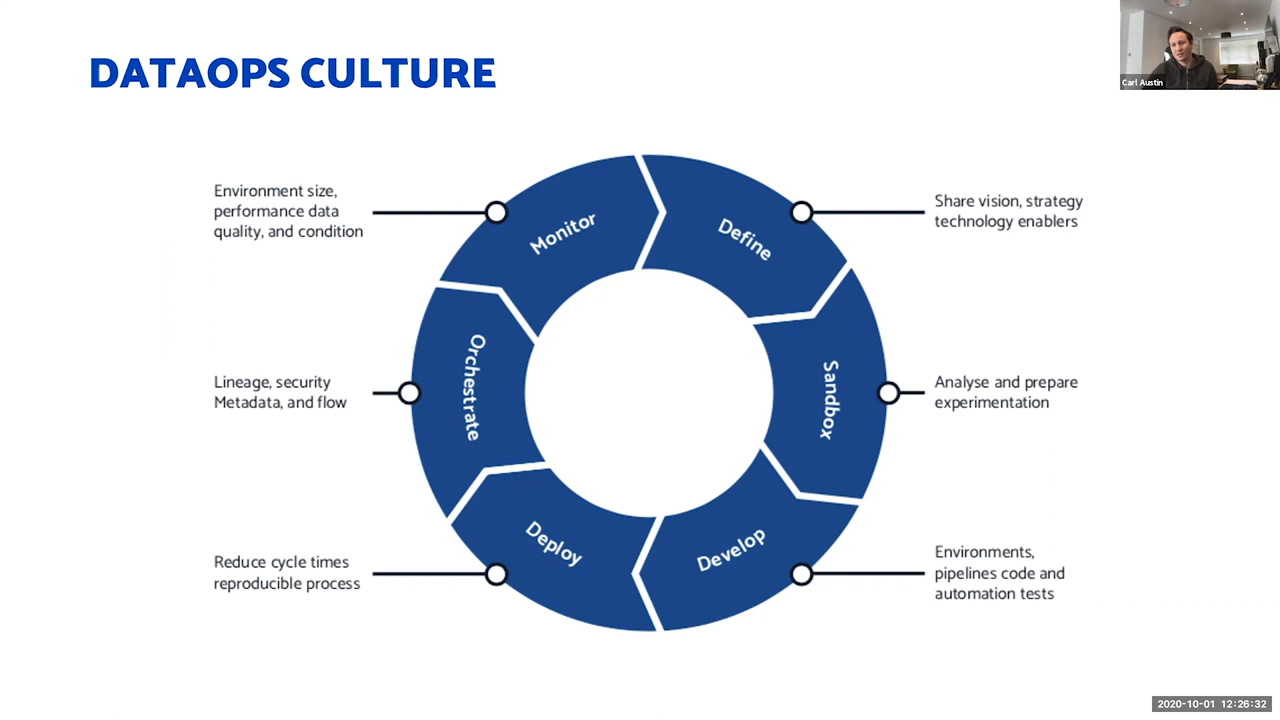 DATAOPS CULTURE
Carl Austin
Environment size,
performance data
quality, and condition
Monitor
Define
Share vision, strategy
technology enablers
Lineage, security
Metadata, and flow
Orchestrate
Sandbox
Analyse and prepare
experimentation
Reduce cycle times
reproducible process
Deploy
Develop
Environments,
pipelines code and
automation tests
2020-10-01 12:26:32